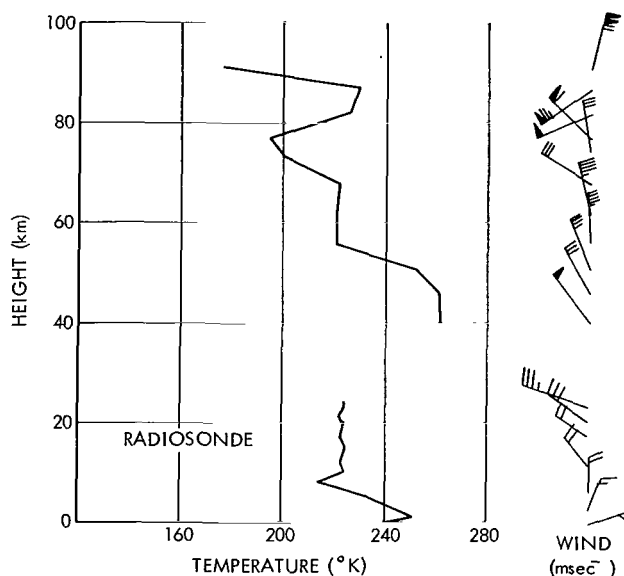 100
80
60
40
20
0
HEIGHT (km)
RADIOSONDE
160
200
240
280
TEMPERATURE (°K)
WIND
(msec⁻)